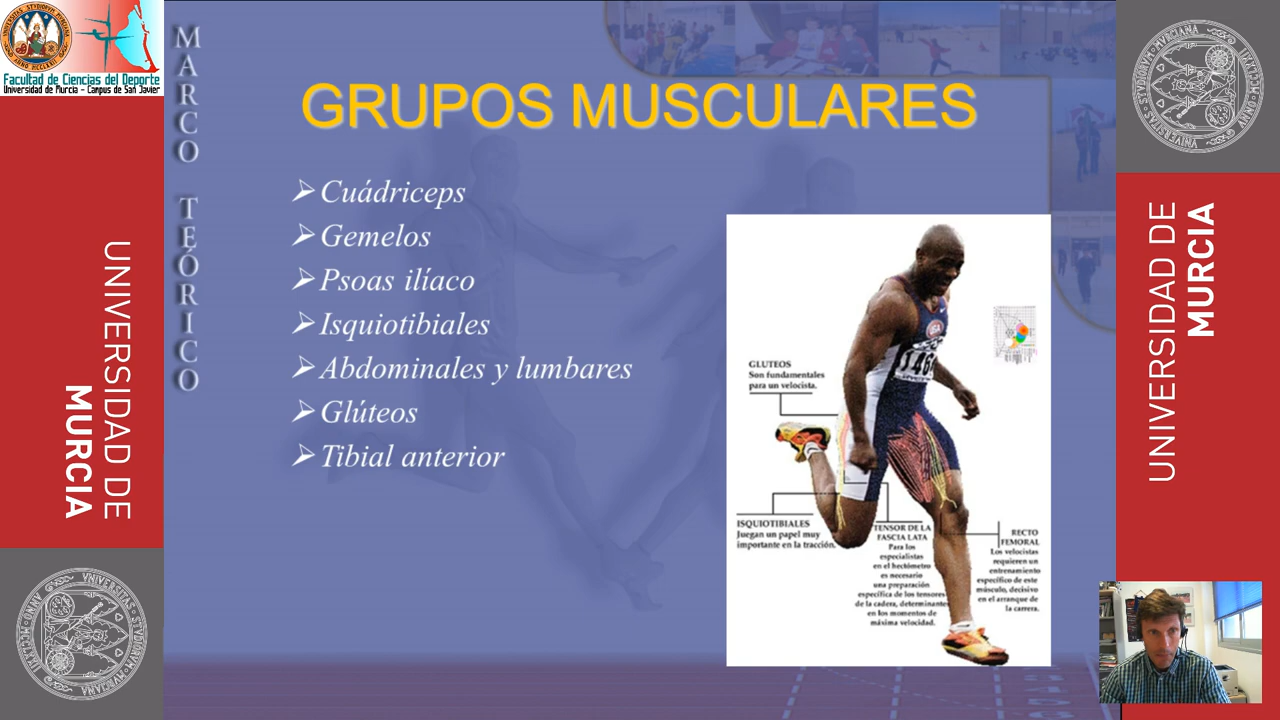 Facultad de Ciencias del Deporte
Universidad de Murcia - Campus de San Javier
UNIVERSIDAD DE
MURCIA
MARCO TEÓRICO
GRUPOS MUSCULARES
Cuádriceps
Gemelos
Psoas ilíaco
Isquiotibiales
Abdominales y lumbares
Glúteos
Tibial anterior
GLUTEOS
Son fundamentales
para un velocista.
ISQUIOTIBIALES
Juegan un papel muy
importante en la tracción.
TENSOR DE LA
FASCIA LATA
Para los
especialistas
en el hectómetro
es necesario
una preparación
específica de los tensores
de la cadera, determinantes
en los momentos de
máxima velocidad.
RECTO
FEMORAL
Los velocistas
requieren un
entrenamiento
específico de este
músculo, decisivo
en el arranque de
la carrera.
UNIVERSIDAD DE
MURCIA